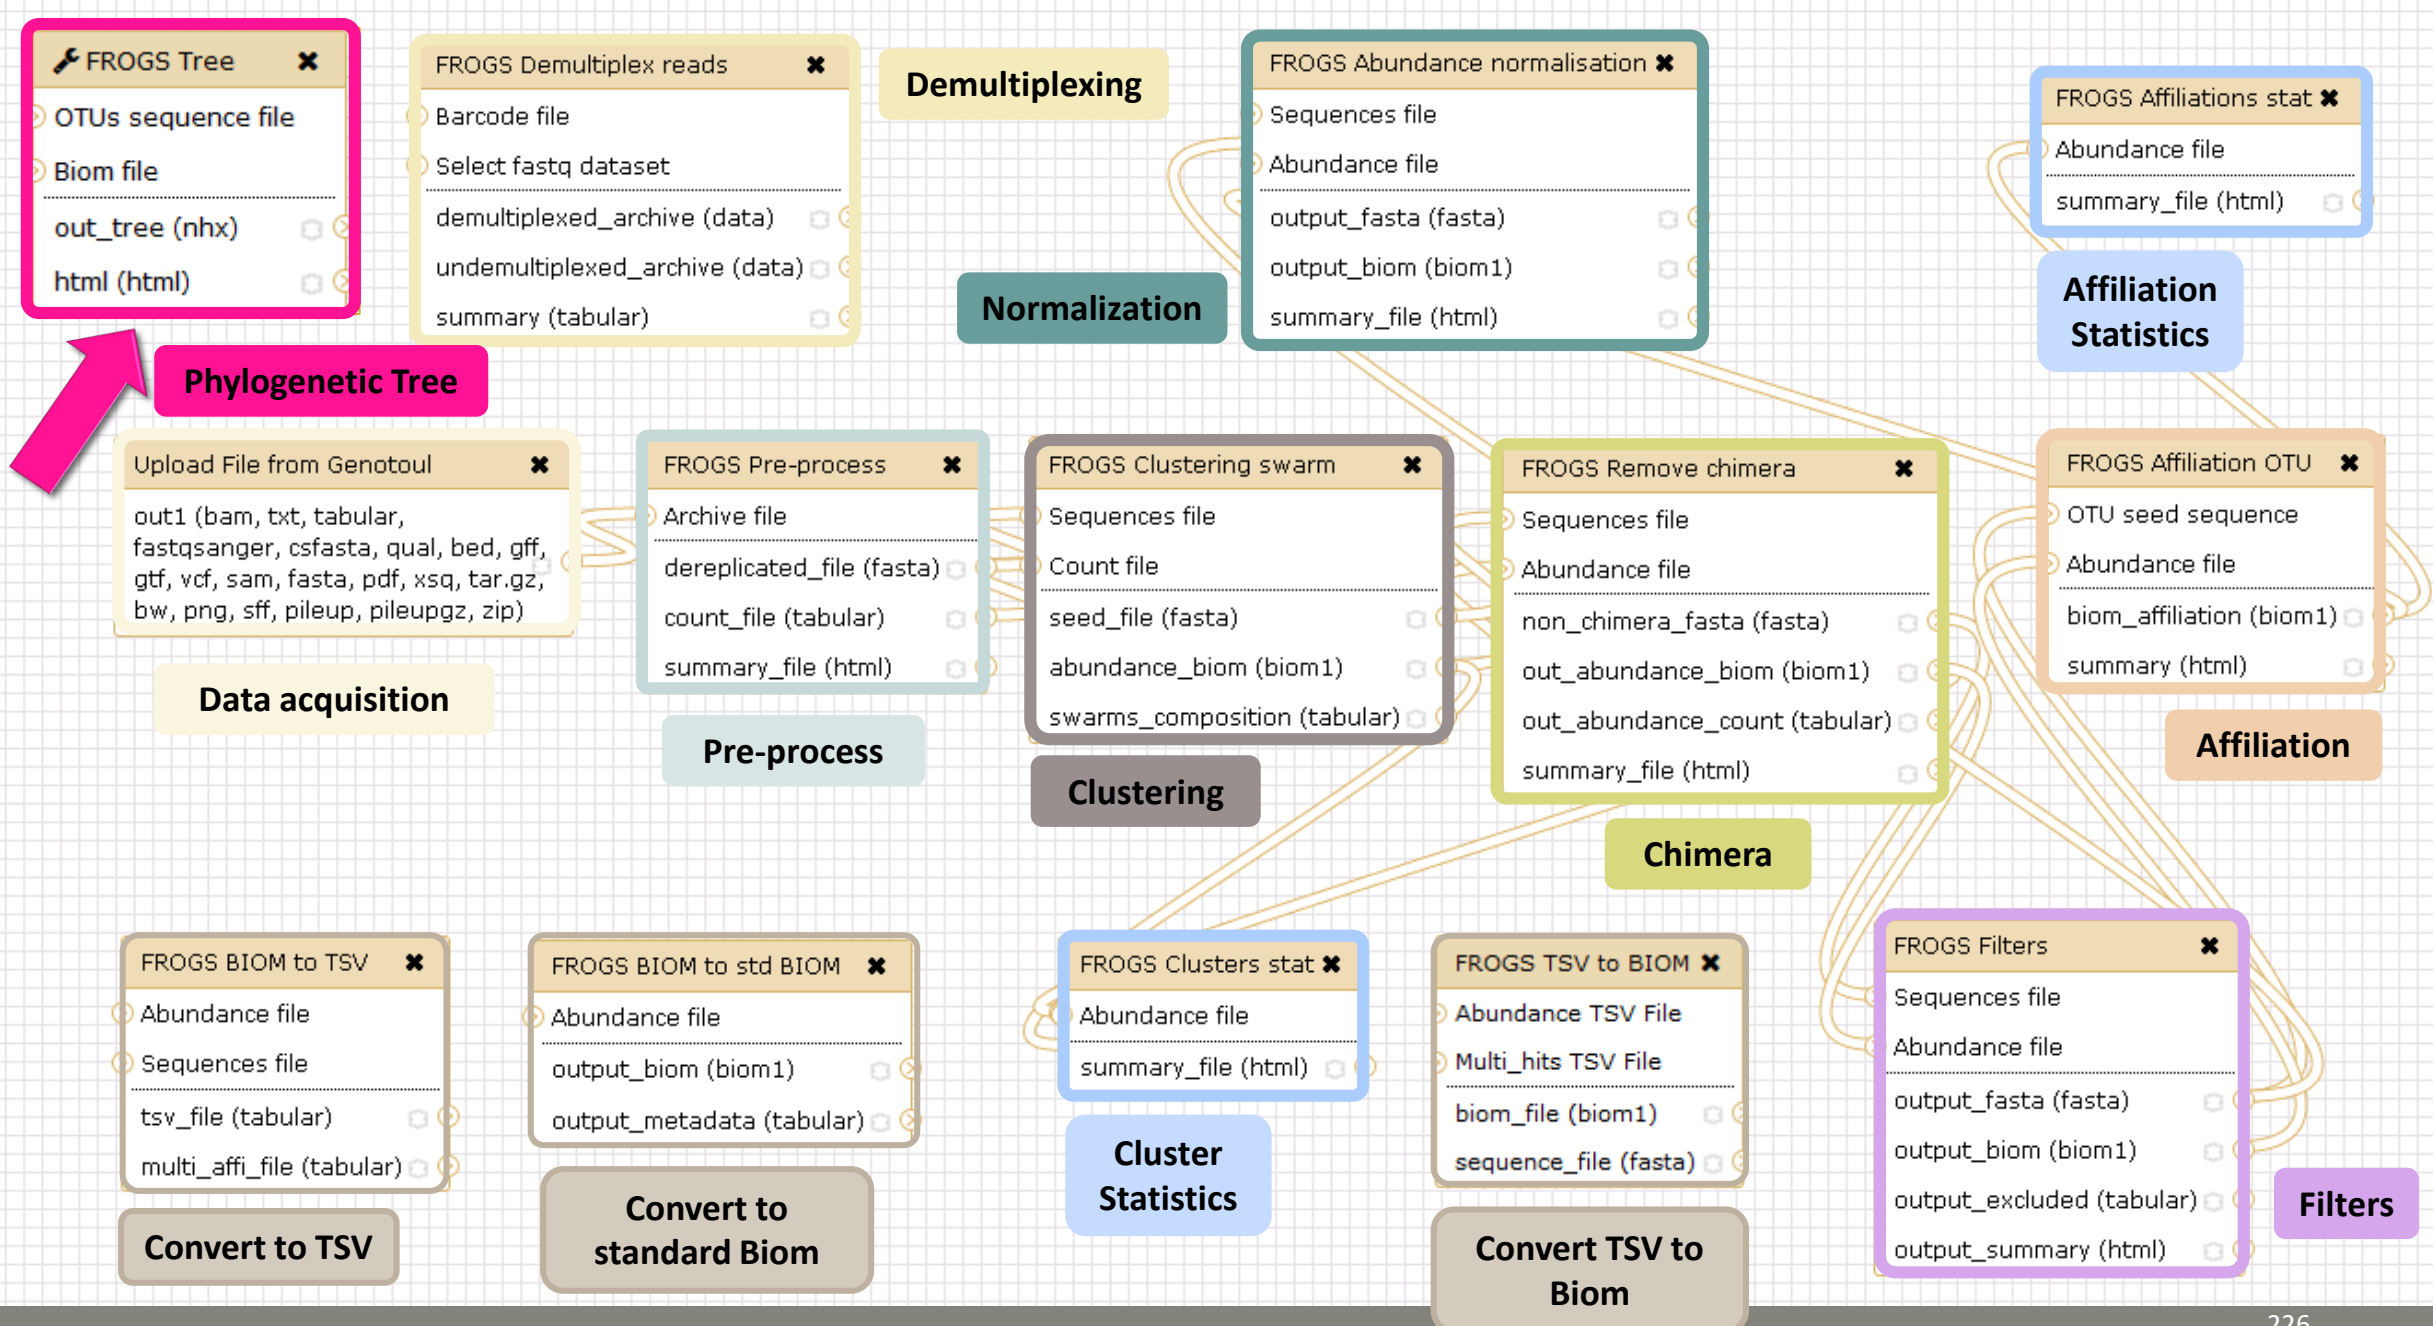 FROGS Tree
OTUs sequence file
Biom file
out_tree (nhx)
html (html)
Phylogenetic Tree
FROGS Demultiplex reads
Barcode file
Select fastq dataset
demultiplexed_archive (data)
undemultiplexed_archive (data)
summary (tabular)
Demultiplexing
FROGS Abundance normalisation
Sequences file
Abundance file
output_fasta (fasta)
output_biom (biom1)
summary_file (html)
Normalization
FROGS Affiliations stat
Abundance file
summary_file (html)
Affiliation
Statistics
Upload File from Genotoul
out1 (bam, txt, tabular,
fastqsanger, csfasta, qual, bed, gff,
gtf, vcf, sam, fasta, pdf, xsq, tar.gz,
bw, png, sff, pileup, pileupgz, zip)
Data acquisition
FROGS Pre-process
Archive file
dereplicated_file (fasta)
count_file (tabular)
summary_file (html)
Pre-process
FROGS Clustering swarm
Sequences file
Count file
seed_file (fasta)
abundance_biom (biom1)
swarms_composition (tabular)
Clustering
FROGS Remove chimera
Sequences file
Abundance file
non_chimera_fasta (fasta)
out_abundance_biom (biom1)
out_abundance_count (tabular)
summary_file (html)
Chimera
FROGS Affiliation OTU
OTU seed sequence
Abundance file
biom_affiliation (biom1)
summary (html)
Affiliation
FROGS BIOM to TSV
Abundance file
Sequences file
tsv_file (tabular)
multi_affi_file (tabular)
Convert to TSV
FROGS BIOM to std BIOM
Abundance file
output_biom (biom1)
output_metadata (tabular)
Convert to
standard Biom
FROGS Clusters stat
Abundance file
summary_file (html)
Cluster
Statistics
FROGS TSV to BIOM
Abundance TSV File
Multi_hits TSV File
biom_file (biom1)
sequence_file (fasta)
Convert TSV to
Biom
FROGS Filters
Sequences file
Abundance file
output_fasta (fasta)
output_biom (biom1)
output_excluded (tabular)
output_summary (html)
Filters
226